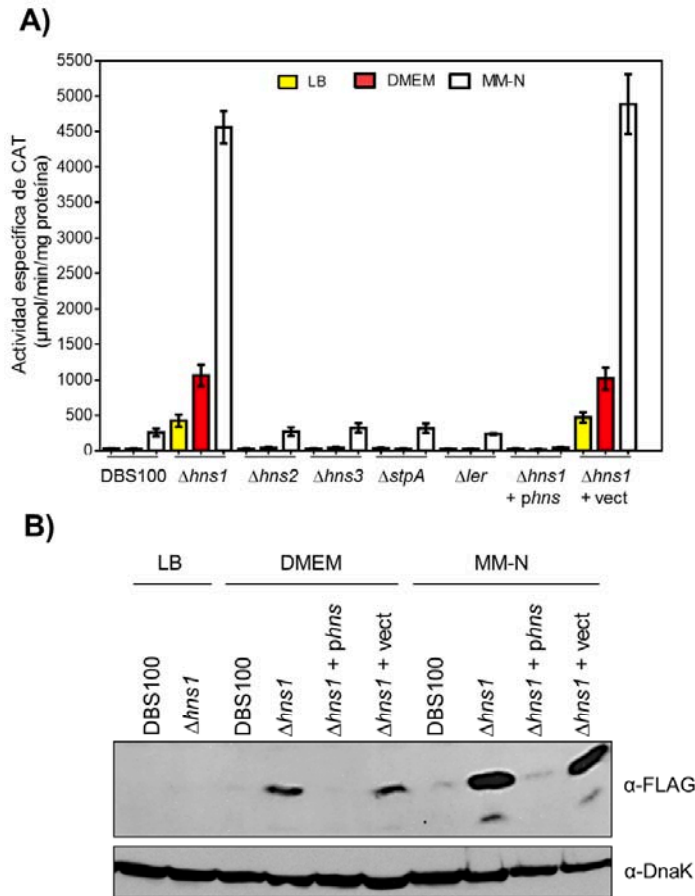 A)
Actividad específica de CAT
(µmol/min/mg proteína)
5500
5000
4500
4000
3500
3000
2500
2000
1500
1000
500
0
LB DMEM MM-N
DBS100 Δhns1 Δhns2 Δhns3 ΔstpA Δler Δhns1 Δhns1
+ phns + vect
B)
LB DMEM MM-N
DBS100
Δhns1
DBS100
Δhns1
Δhns1 + phns
Δhns1 + vect
DBS100
Δhns1
Δhns1 + phns
Δhns1 + vect
α-FLAG
α-DnaK